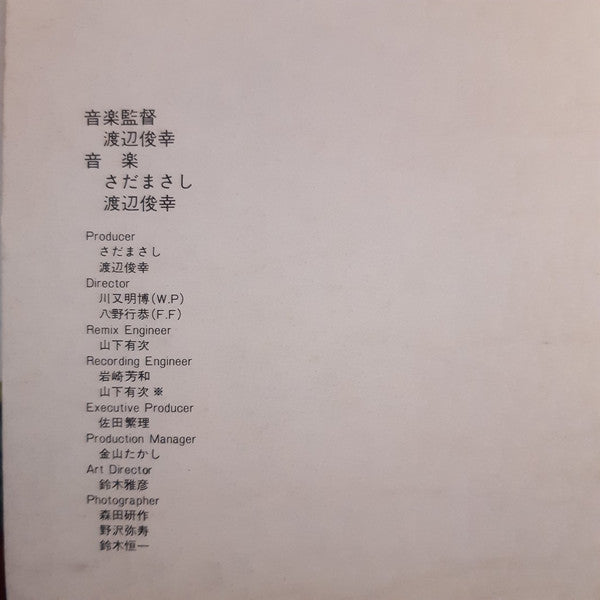 音楽監督
渡辺俊幸
音　楽
さだまさし
渡辺俊幸
Producer
さだまさし
渡辺俊幸
Director
川又明博(W.P)
八野行恭(F.F)
Remix Engineer
山下有次
Recording Engineer
岩崎芳和
山下有次 ※
Executive Producer
佐田繁理
Production Manager
金山たかし
Art Director
鈴木雅彦
Photographer
森田研作
野沢弥寿
鈴木恒一